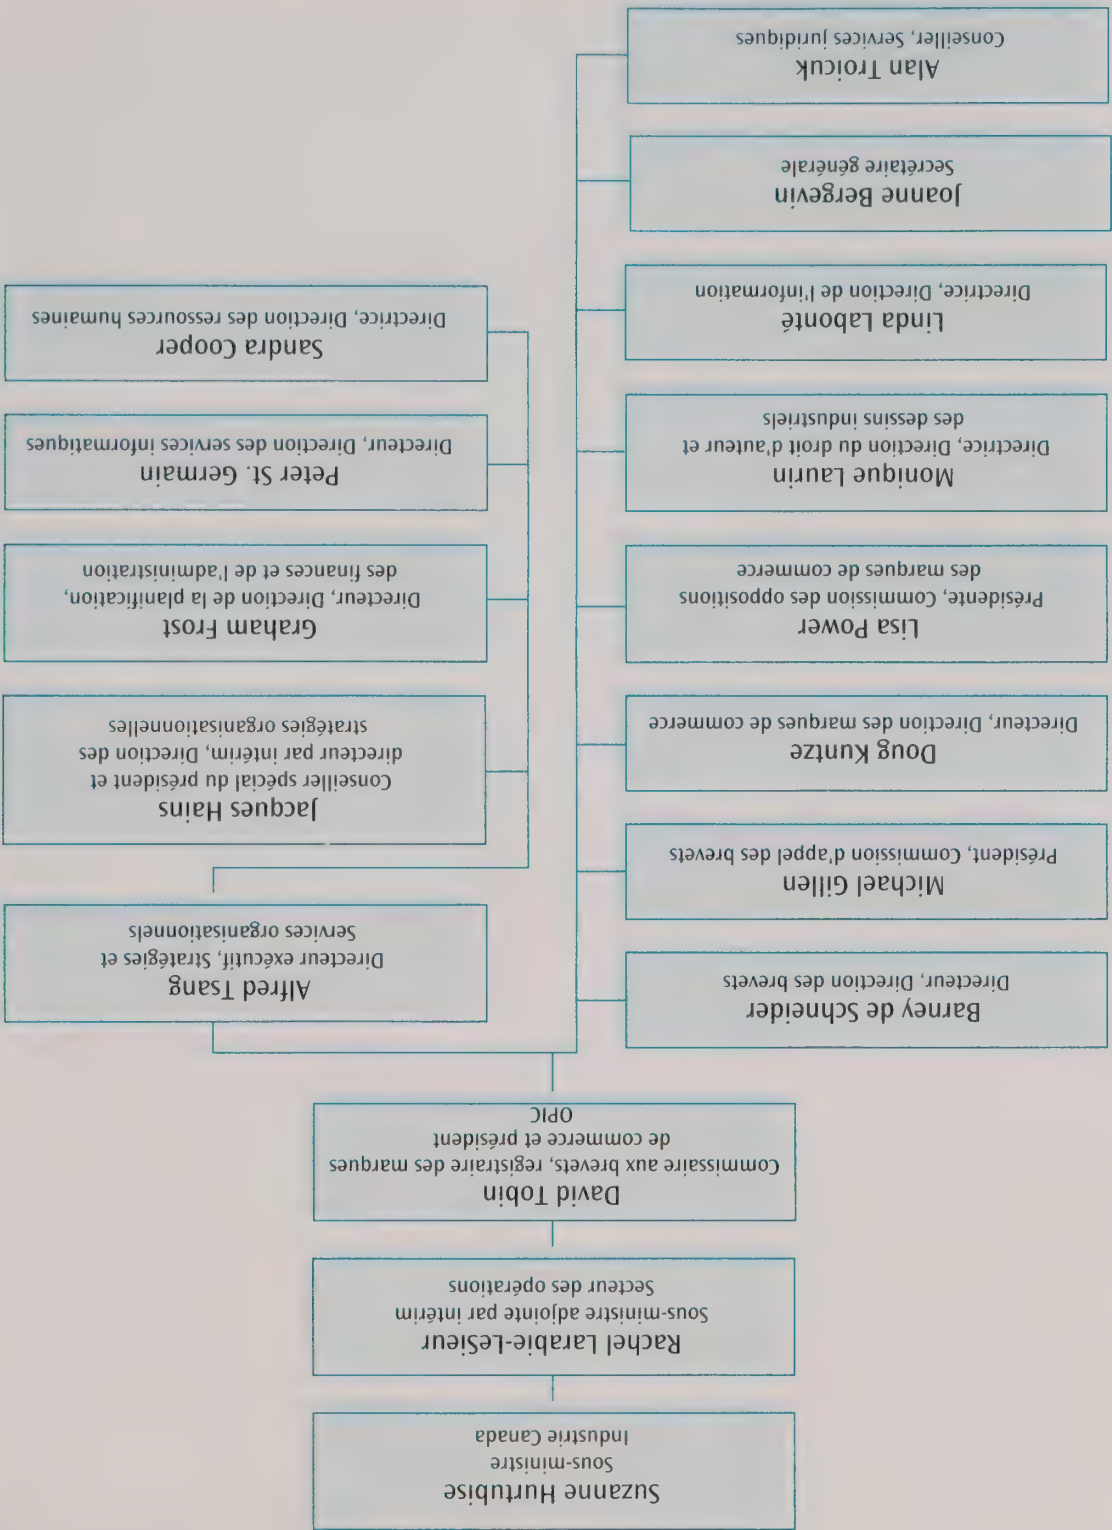 Suzanne Hurtubise
Sous-ministre
Industrie Canada
Rachel Larabie-LeSieur
Sous-ministre adjointe par intérim
Secteur des opérations
David Tobin
Commissaire aux brevets, registraire des marques
de commerce et président
OPIC
Barney de Schneider
Directeur, Direction des brevets
Michael Gillen
Président, Commission d'appel des brevets
Doug Kuntze
Directeur, Direction des marques de commerce
Lisa Power
Présidente, Commission des oppositions
des marques de commerce
Monique Laurin
Directrice, Direction du droit d'auteur et
des dessins industriels
Linda Labonté
Directrice, Direction de l'information
Joanne Bergevin
Secrétaire générale
Alan Troicuk
Conseiller, Services juridiques
Alfred Tsang
Directeur exécutif, Stratégies et
Services organisationnels
Jacques Hains
Conseiller spécial du président et
directeur par intérim, Direction des
stratégies organisationnelles
Graham Frost
Directeur, Direction de la planification,
des finances et de l'administration
Peter St. Germain
Directeur, Direction des services informatiques
Sandra Cooper
Directrice, Direction des ressources humaines